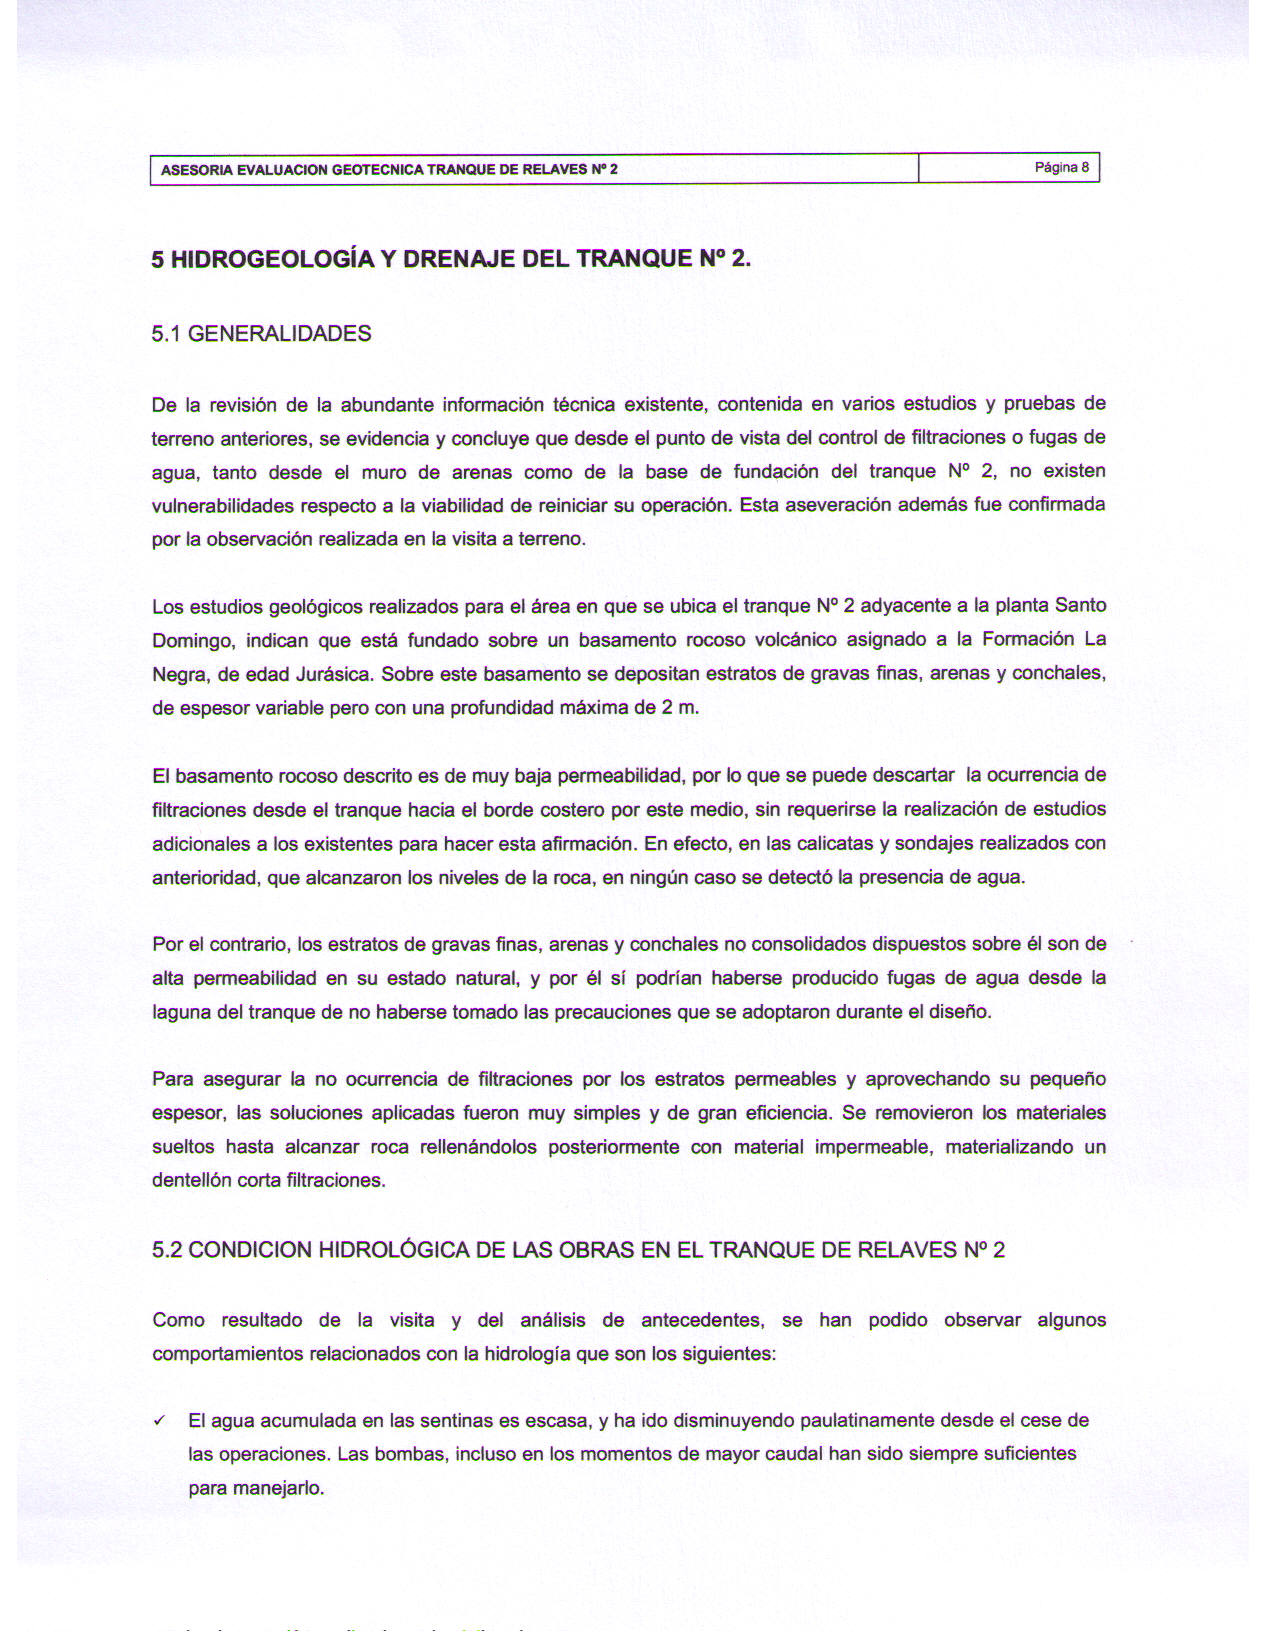 ASESORIA EVALUACION GEOTECNICA TRANQUE DE RELAVES Nº 2 Página 8
5 HIDROGEOLOGÍA Y DRENAJE DEL TRANQUE Nº 2.
5.1 GENERALIDADES
De la revisión de la abundante información técnica existente, contenida en varios estudios y pruebas de
terreno anteriores, se evidencia y concluye que desde el punto de vista del control de filtraciones o fugas de
agua, tanto desde el muro de arenas como de la base de fundación del tranque Nº 2, no existen
vulnerabilidades respecto a la viabilidad de reiniciar su operación. Esta aseveración además fue confirmada
por la observación realizada en la visita a terreno.
Los estudios geológicos realizados para el área en que se ubica el tranque Nº 2 adyacente a la planta Santo
Domingo, indican que está fundado sobre un basamento rocoso volcánico asignado a la Formación La
Negra, de edad Jurásica. Sobre este basamento se depositan estratos de gravas finas, arenas y conchales,
de espesor variable pero con una profundidad máxima de 2 m.
El basamento rocoso descrito es de muy baja permeabilidad, por lo que se puede descartar la ocurrencia de
filtraciones desde el tranque hacia el borde costero por este medio, sin requerirse la realización de estudios
adicionales a los existentes para hacer esta afirmación. En efecto, en las calicatas y sondajes realizados con
anterioridad, que alcanzaron los niveles de la roca, en ningún caso se detectó la presencia de agua.
Por el contrario, los estratos de gravas finas, arenas y conchales no consolidados dispuestos sobre él son de
alta permeabilidad en su estado natural, y por él sí podrían haberse producido fugas de agua desde la
laguna del tranque de no haberse tomado las precauciones que se adoptaron durante el diseño.
Para asegurar la no ocurrencia de filtraciones por los estratos permeables y aprovechando su pequeño
espesor, las soluciones aplicadas fueron muy simples y de gran eficiencia. Se removieron los materiales
sueltos hasta alcanzar roca rellenándolos posteriormente con material impermeable, materializando un
dentellón corta filtraciones.
5.2 CONDICION HIDROLÓGICA DE LAS OBRAS EN EL TRANQUE DE RELAVES Nº 2
Como resultado de la visita y del análisis de antecedentes, se han podido observar algunos
comportamientos relacionados con la hidrología que son los siguientes:
✓ El agua acumulada en las sentinas es escasa, y ha ido disminuyendo paulatinamente desde el cese de
las operaciones. Las bombas, incluso en los momentos de mayor caudal han sido siempre suficientes
para manejarlo.